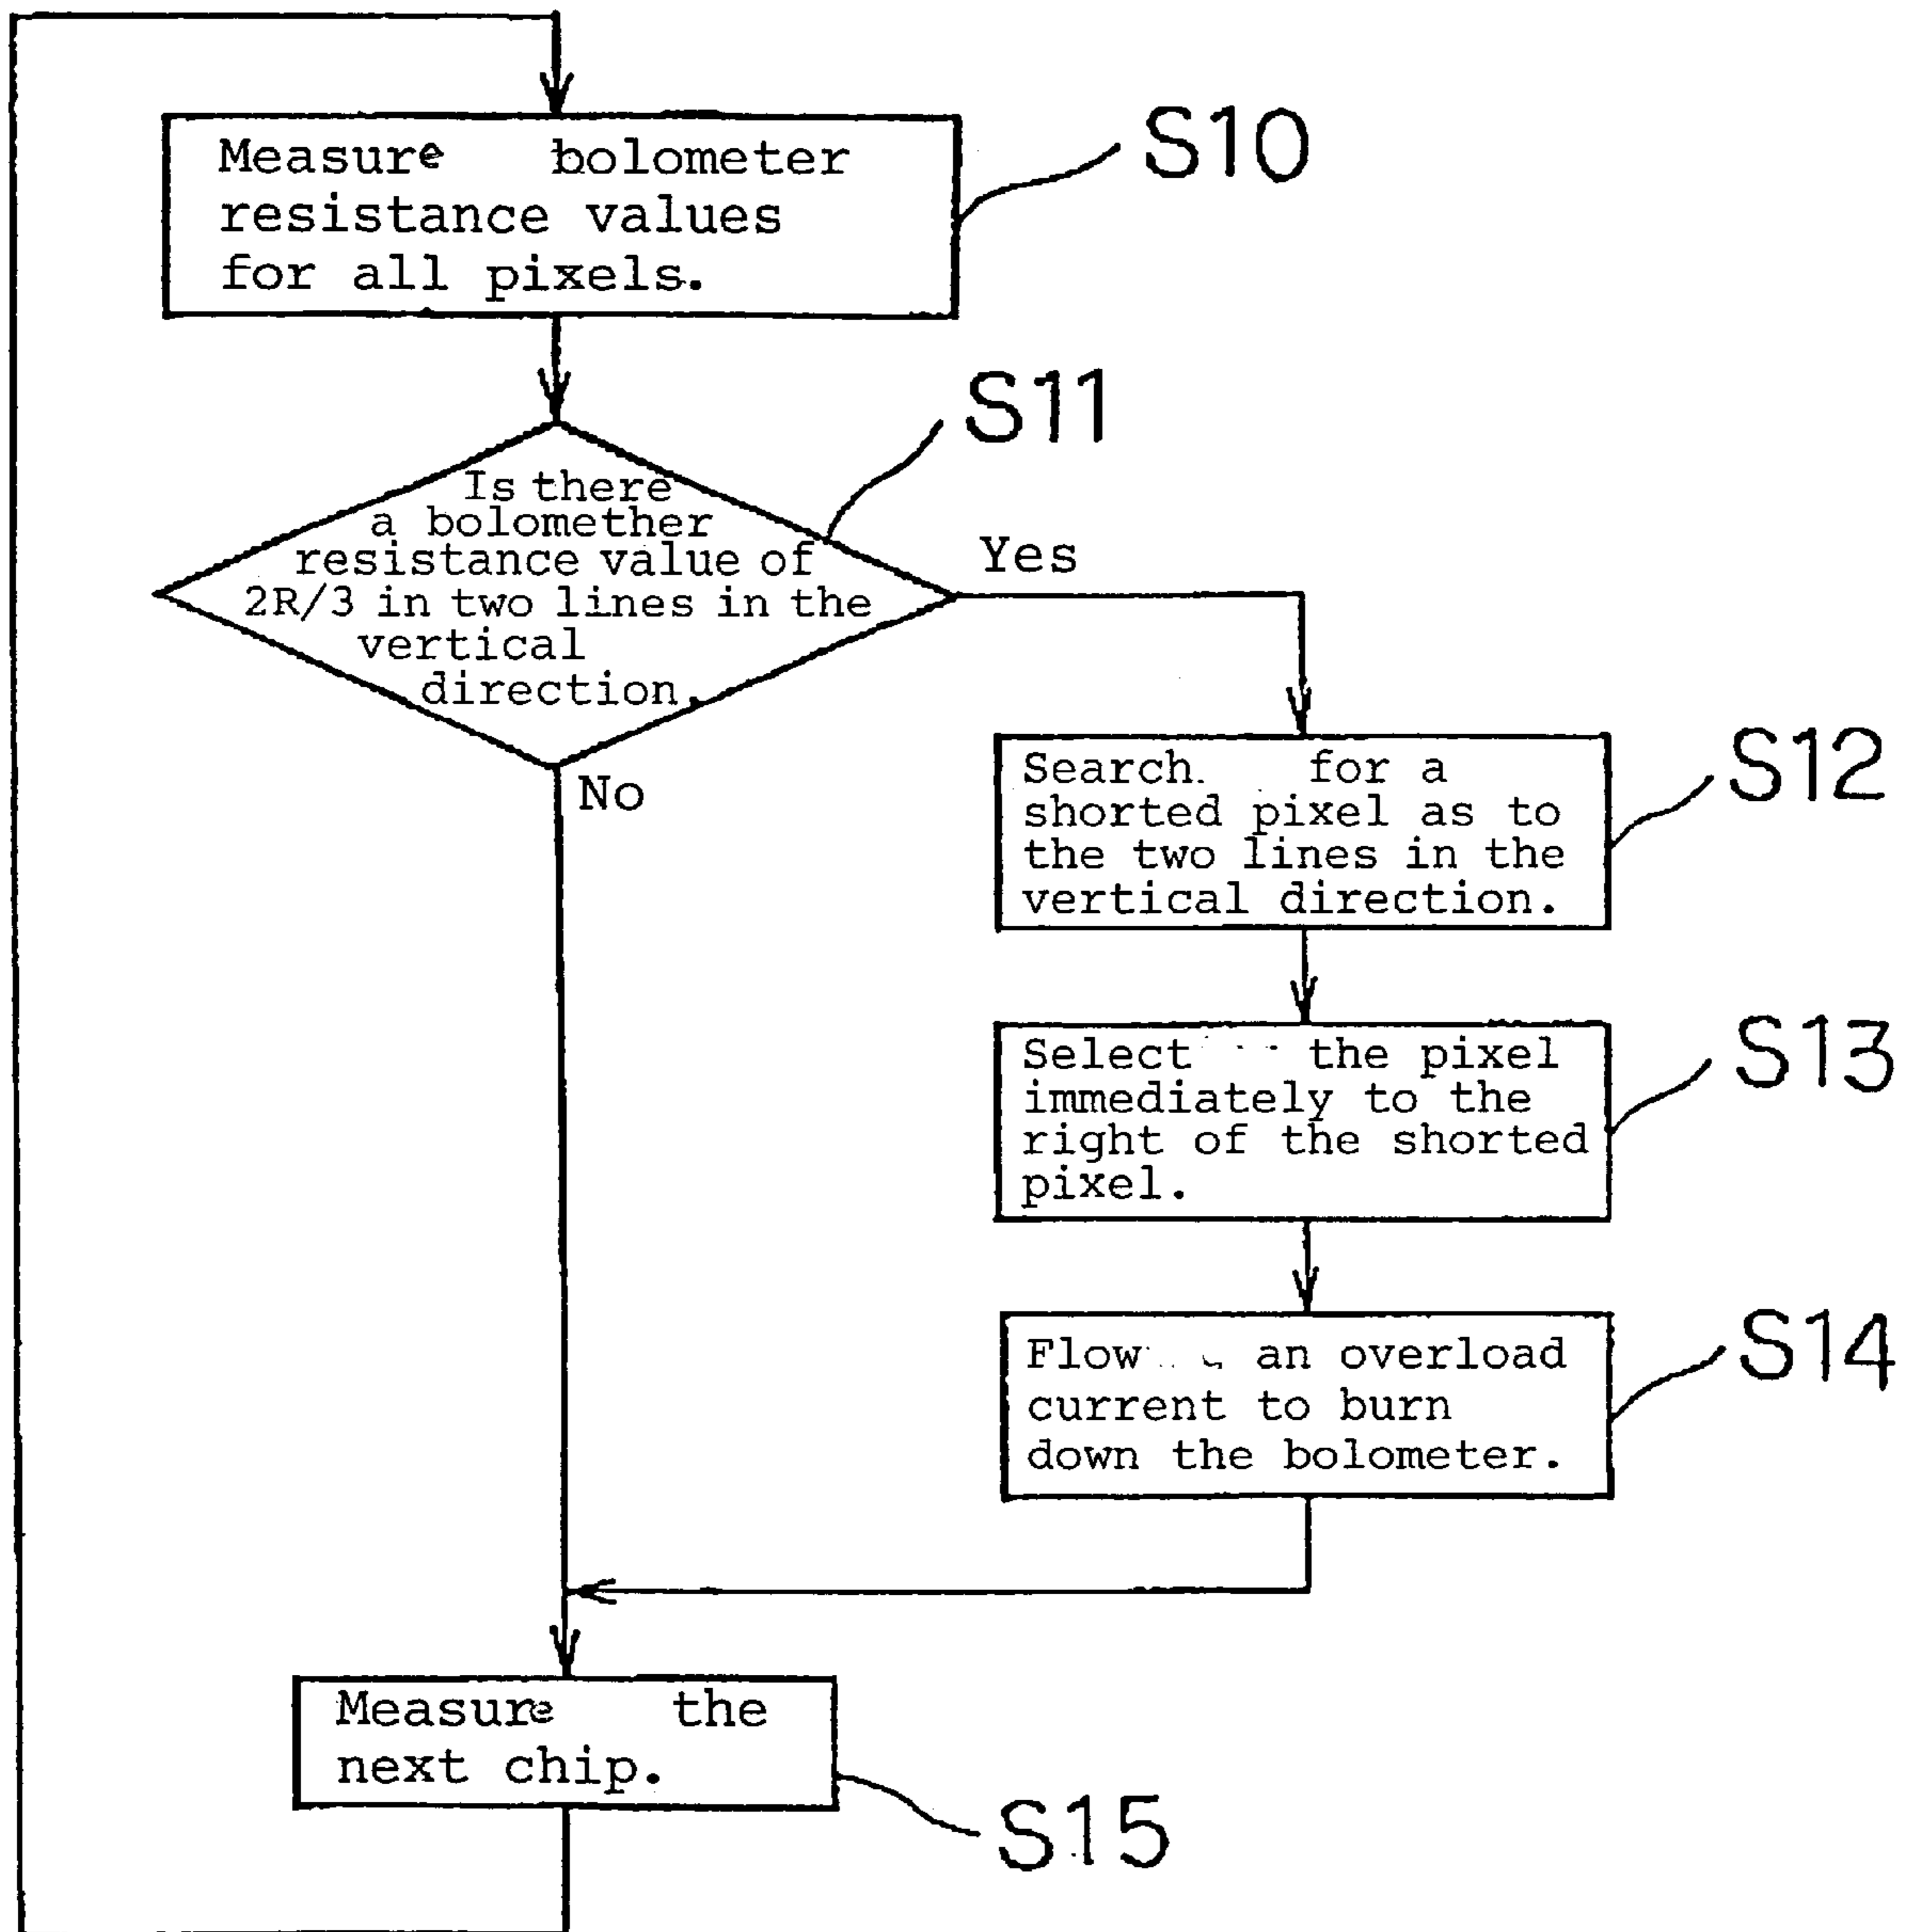 Measure bolometer
resistance values
for all pixels.
S10
S11
Is there
a bolomether
resistance value of
2R/3 in two lines in the
vertical
direction.
Yes
No
Search. for a
shorted pixel as to
the two lines in the
vertical direction.
S12
Select the pixel
immediately to the
right of the shorted
pixel.
S13
Flow an overload
current to burn
down the bolometer.
S14
Measure the
next chip.
S15